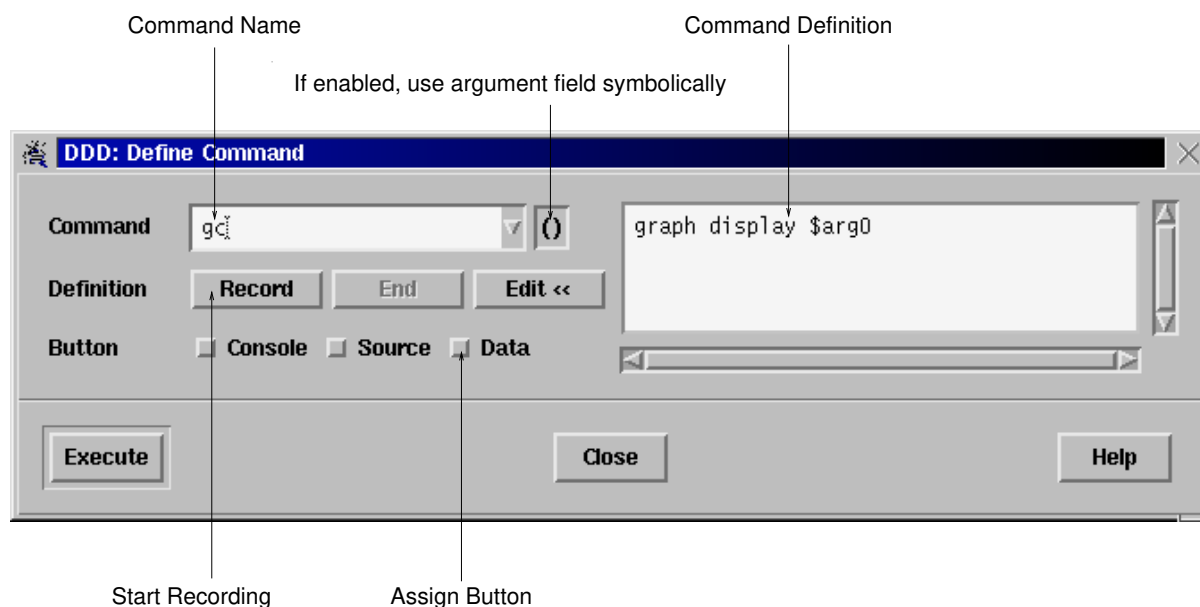 Command Name
Command Definition
If enabled, use argument field symbolically
DDD: Define Command
Command
gc
()
graph display $arg0
Definition
Record
End
Edit <<
Button
Console
Source
Data
Execute
Close
Help
Start Recording
Assign Button